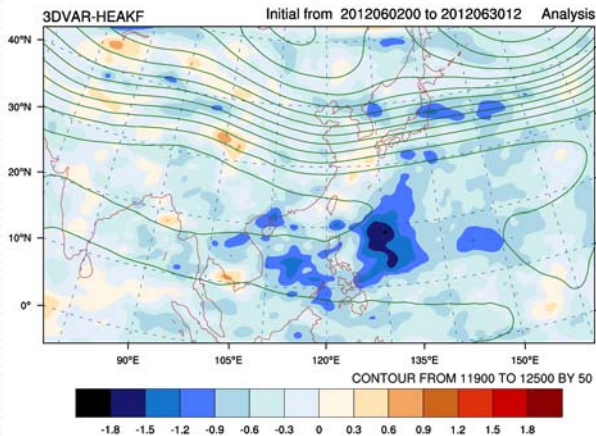 3DVAR-HEAKF Initial from 2012060200 to 2012063012 Analysis
40°N
30°N
20°N
10°N
0°
90°E 105°E 120°E 135°E 150°E
CONTOUR FROM 11900 TO 12500 BY 50
-1.8 -1.5 -1.2 -0.9 -0.6 -0.3 0 0.3 0.6 0.9 1.2 1.5 1.8